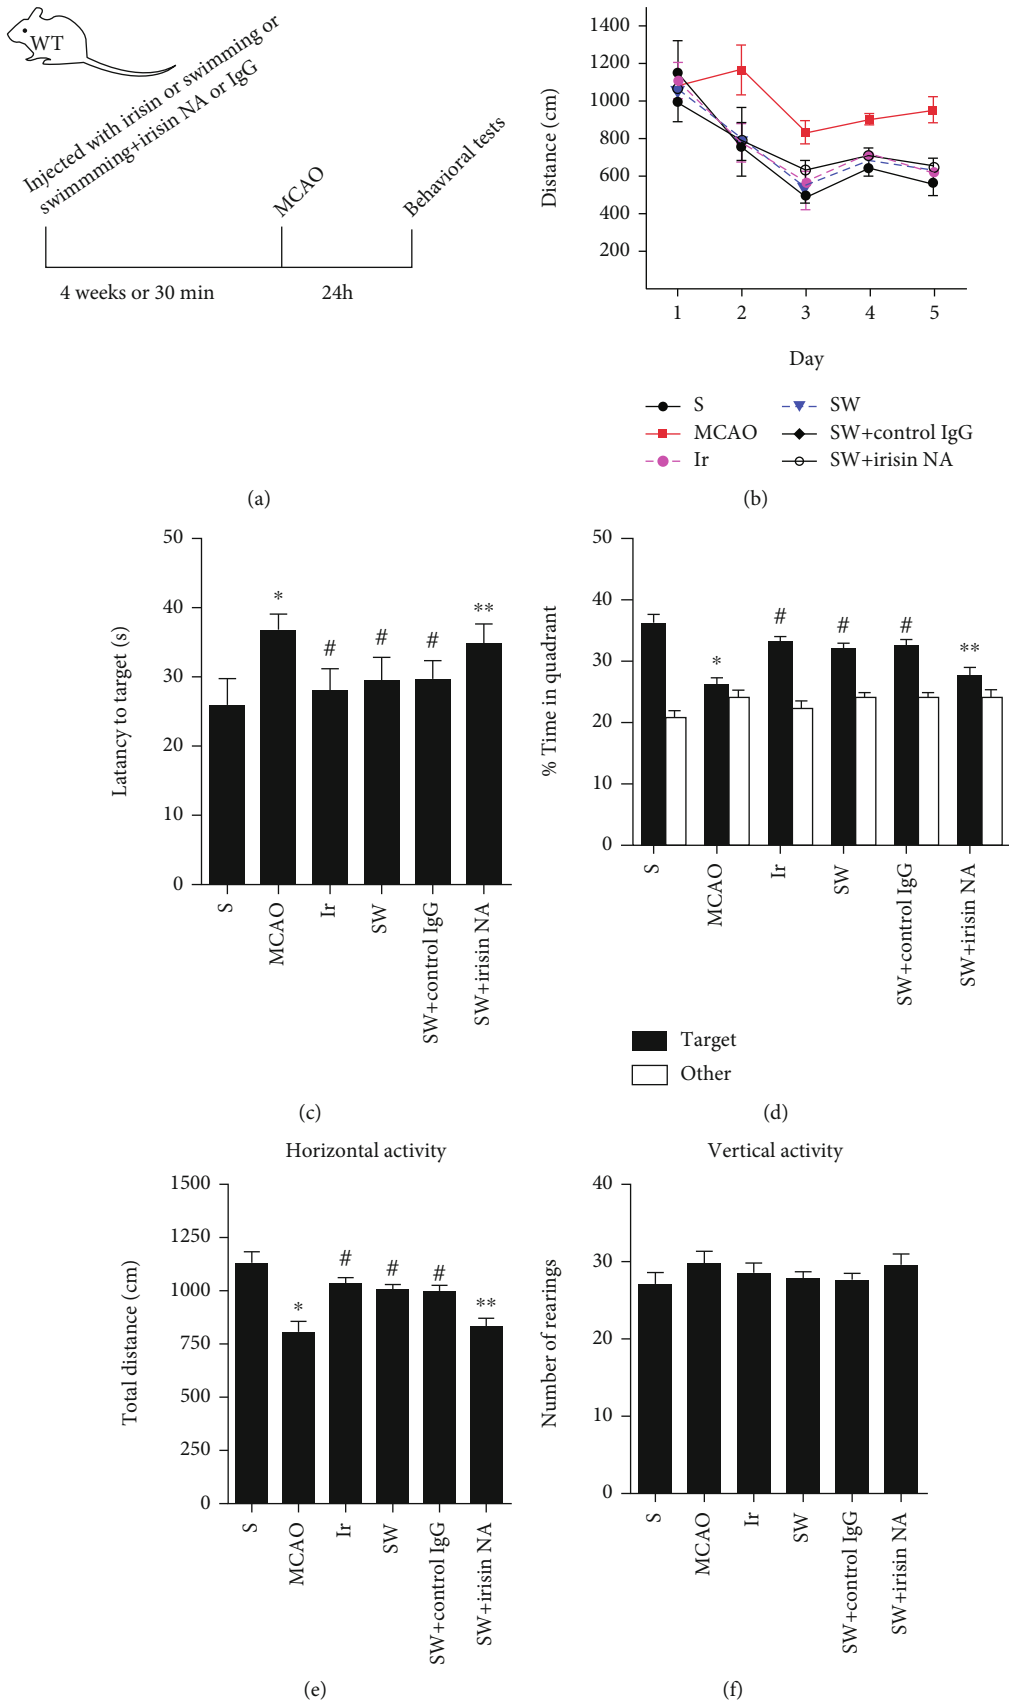 WT
Injected with irisin or swimming or
swimmming+irisin NA or IgG
MCAO
Behavioral tests
4 weeks or 30 min
24h
(a)
Distance (cm)
1400
1200
1000
800
600
400
200
1 2 3 4 5
Day
S
MCAO
Ir
SW
SW+control IgG
SW+irisin NA
(b)
Latancy to target (s)
50
40
30
20
10
0
*
#
#
#
**
S
MCAO
Ir
SW
SW+control IgG
SW+irisin NA
(c)
% Time in quadrant
50
40
30
20
10
0
*
#
#
#
**
S
MCAO
Ir
SW
SW+control IgG
SW+irisin NA
Target
Other
(d)
Horizontal activity
Total distance (cm)
1500
1250
1000
750
500
250
0
*
#
#
#
**
S
MCAO
Ir
SW
SW+control IgG
SW+irisin NA
(e)
Vertical activity
Number of rearings
40
30
20
10
0
S
MCAO
Ir
SW
SW+control IgG
SW+irisin NA
(f)